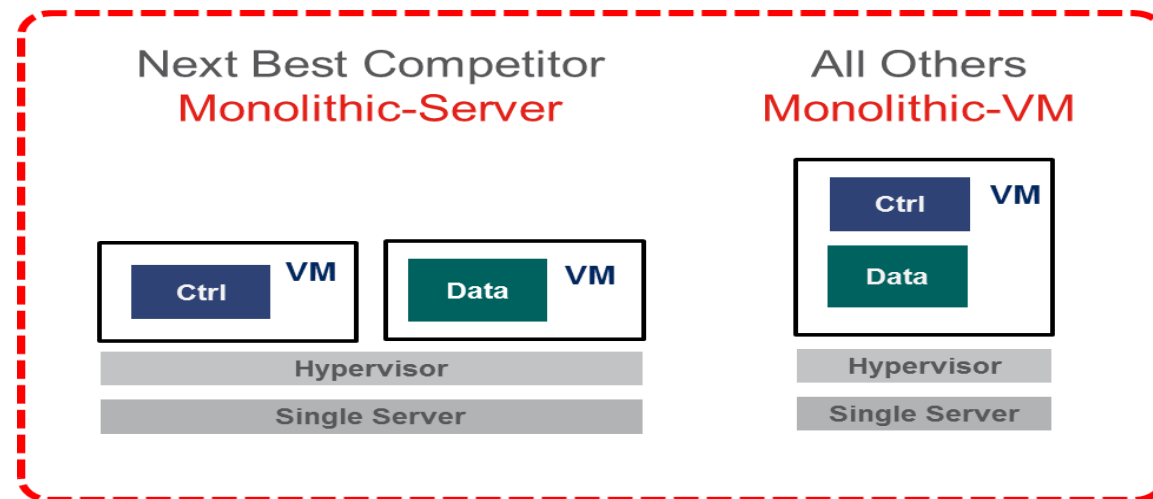 Next Best Competitor
Monolithic-Server
Ctrl
VM
Data
VM
Hypervisor
Single Server
All Others
Monolithic-VM
Ctrl
VM
Data
Hypervisor
Single Server